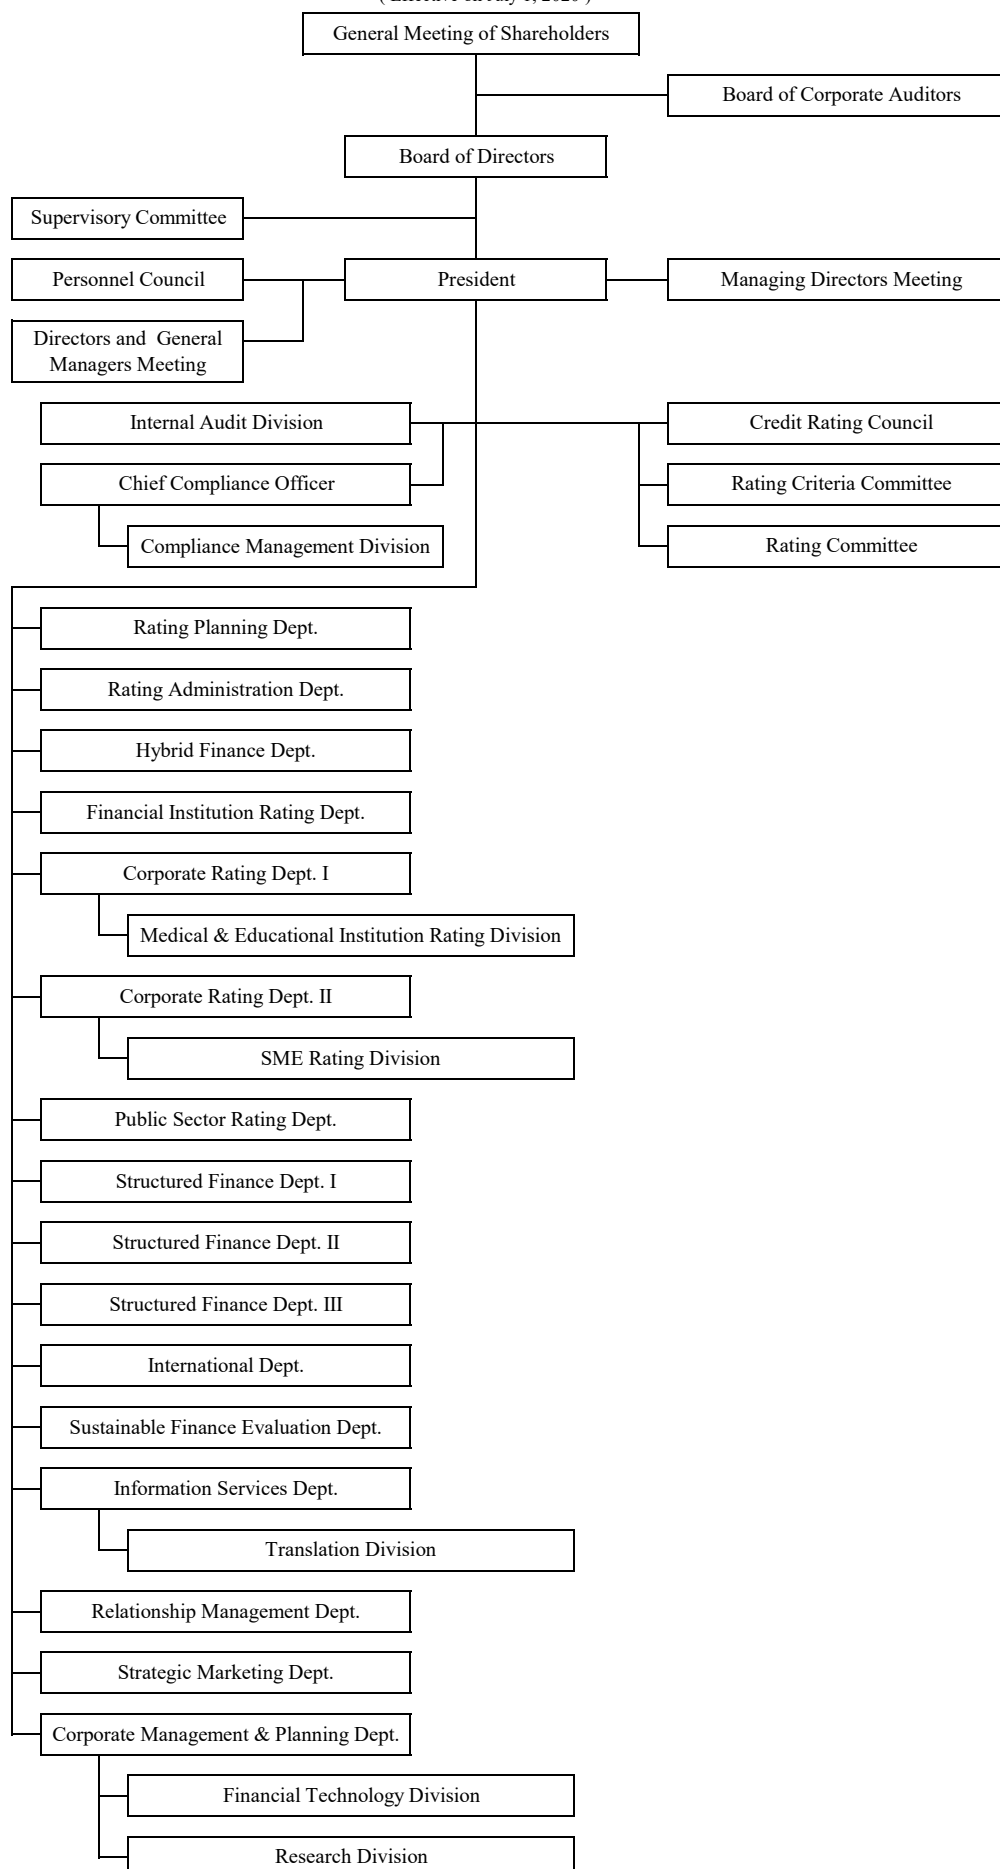 General Meeting of Shareholders
Board of Corporate Auditors
Board of Directors
Supervisory Committee
Personnel Council
President
Managing Directors Meeting
Directors and General
Managers Meeting
Internal Audit Division
Credit Rating Council
Chief Compliance Officer
Rating Criteria Committee
Compliance Management Division
Rating Committee
Rating Planning Dept.
Rating Administration Dept.
Hybrid Finance Dept.
Financial Institution Rating Dept.
Corporate Rating Dept. I
Medical & Educational Institution Rating Division
Corporate Rating Dept. II
SME Rating Division
Public Sector Rating Dept.
Structured Finance Dept. I
Structured Finance Dept. II
Structured Finance Dept. III
International Dept.
Sustainable Finance Evaluation Dept.
Information Services Dept.
Translation Division
Relationship Management Dept.
Strategic Marketing Dept.
Corporate Management & Planning Dept.
Financial Technology Division
Research Division